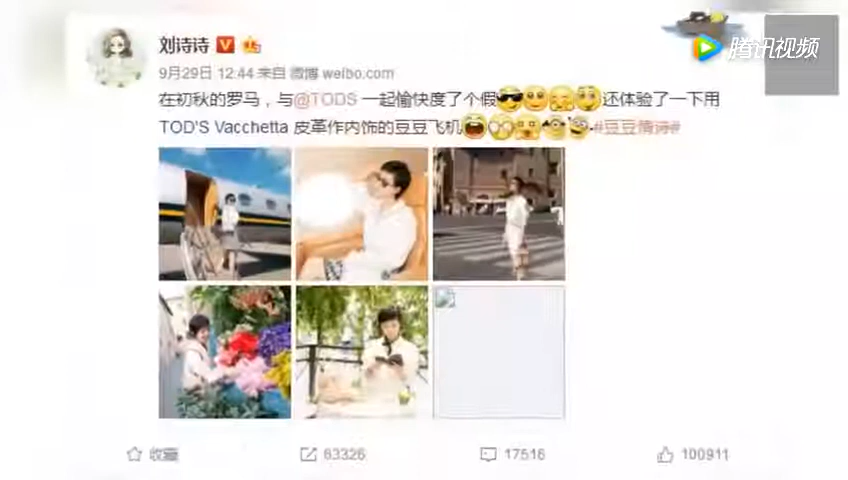 刘诗诗
腾讯视频
9月29日 12:44 来自 微博 weibo.com
在初秋的罗马，与@TODS 一起愉快度了个假 还体验了一下用
TOD'S Vacchetta 皮革作内饰的豆豆飞机 #豆豆情诗#
收藏 63326 17516 100911